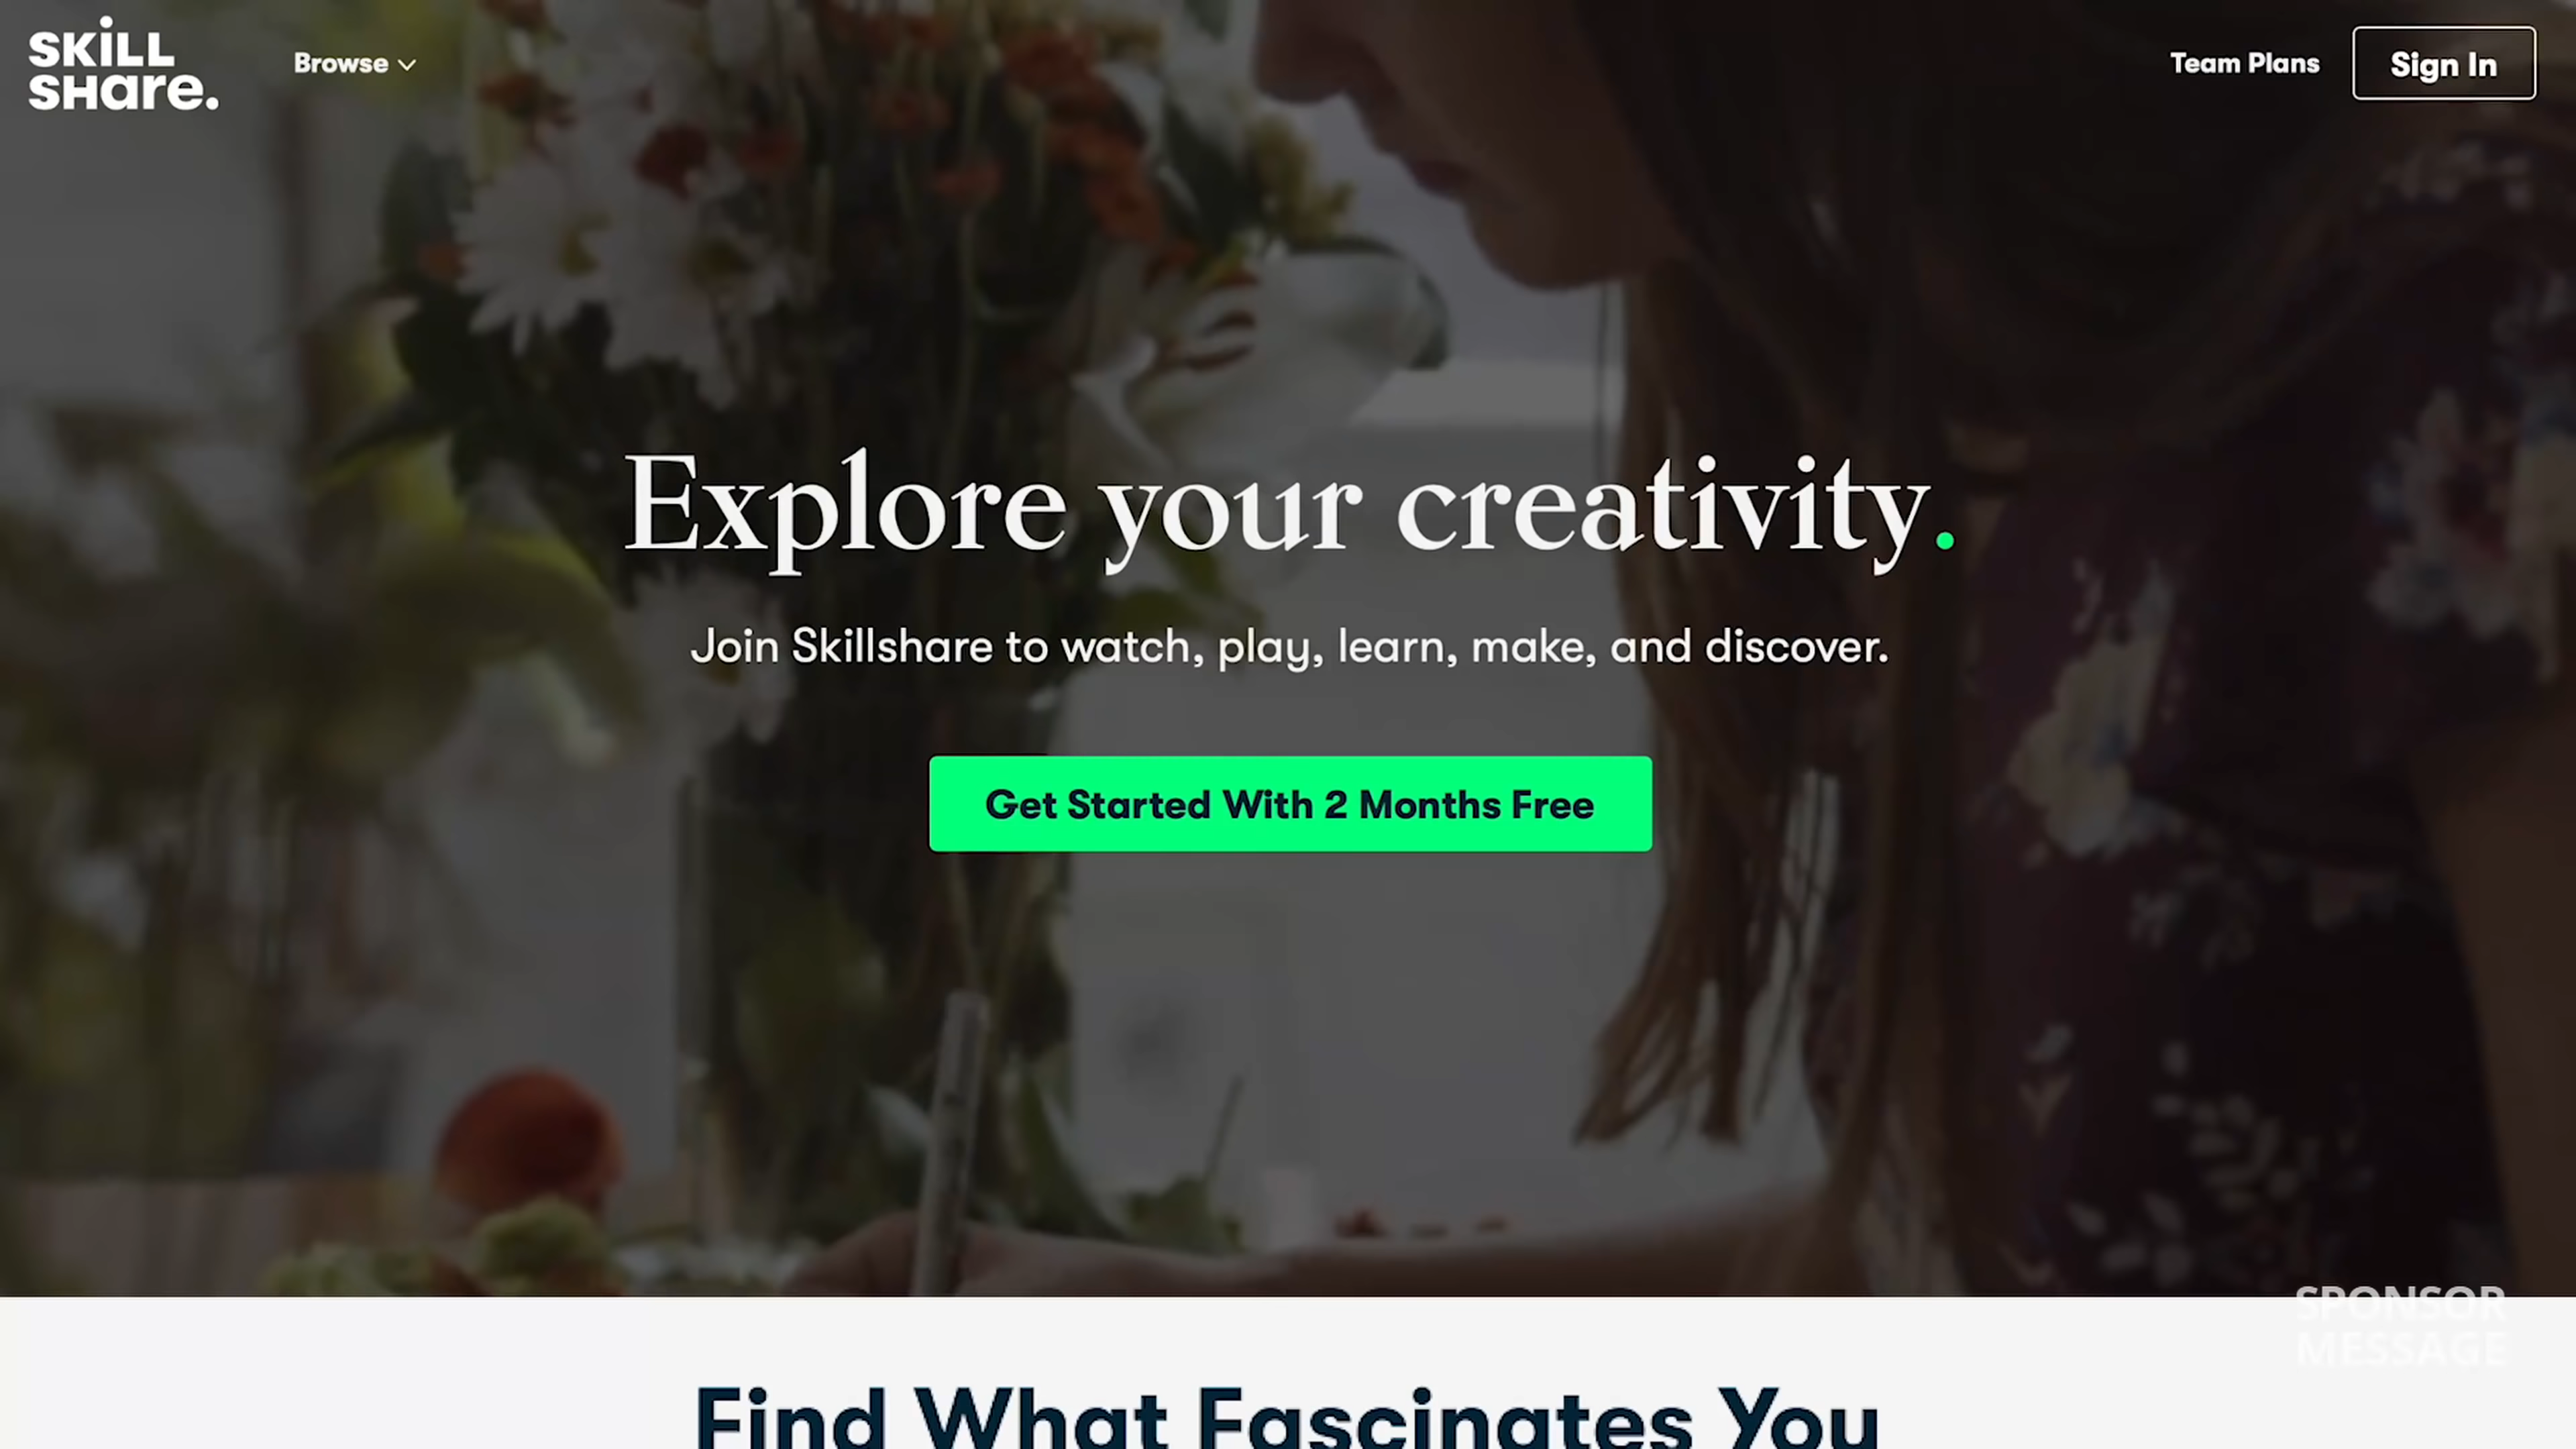 SKiLL
SHare.
Browse
Team Plans
Sign In
Explore your creativity.
Join Skillshare to watch, play, learn, make, and discover.
Get Started With 2 Months Free
SPONSOR
MESSAGE
Find What Fascinates You